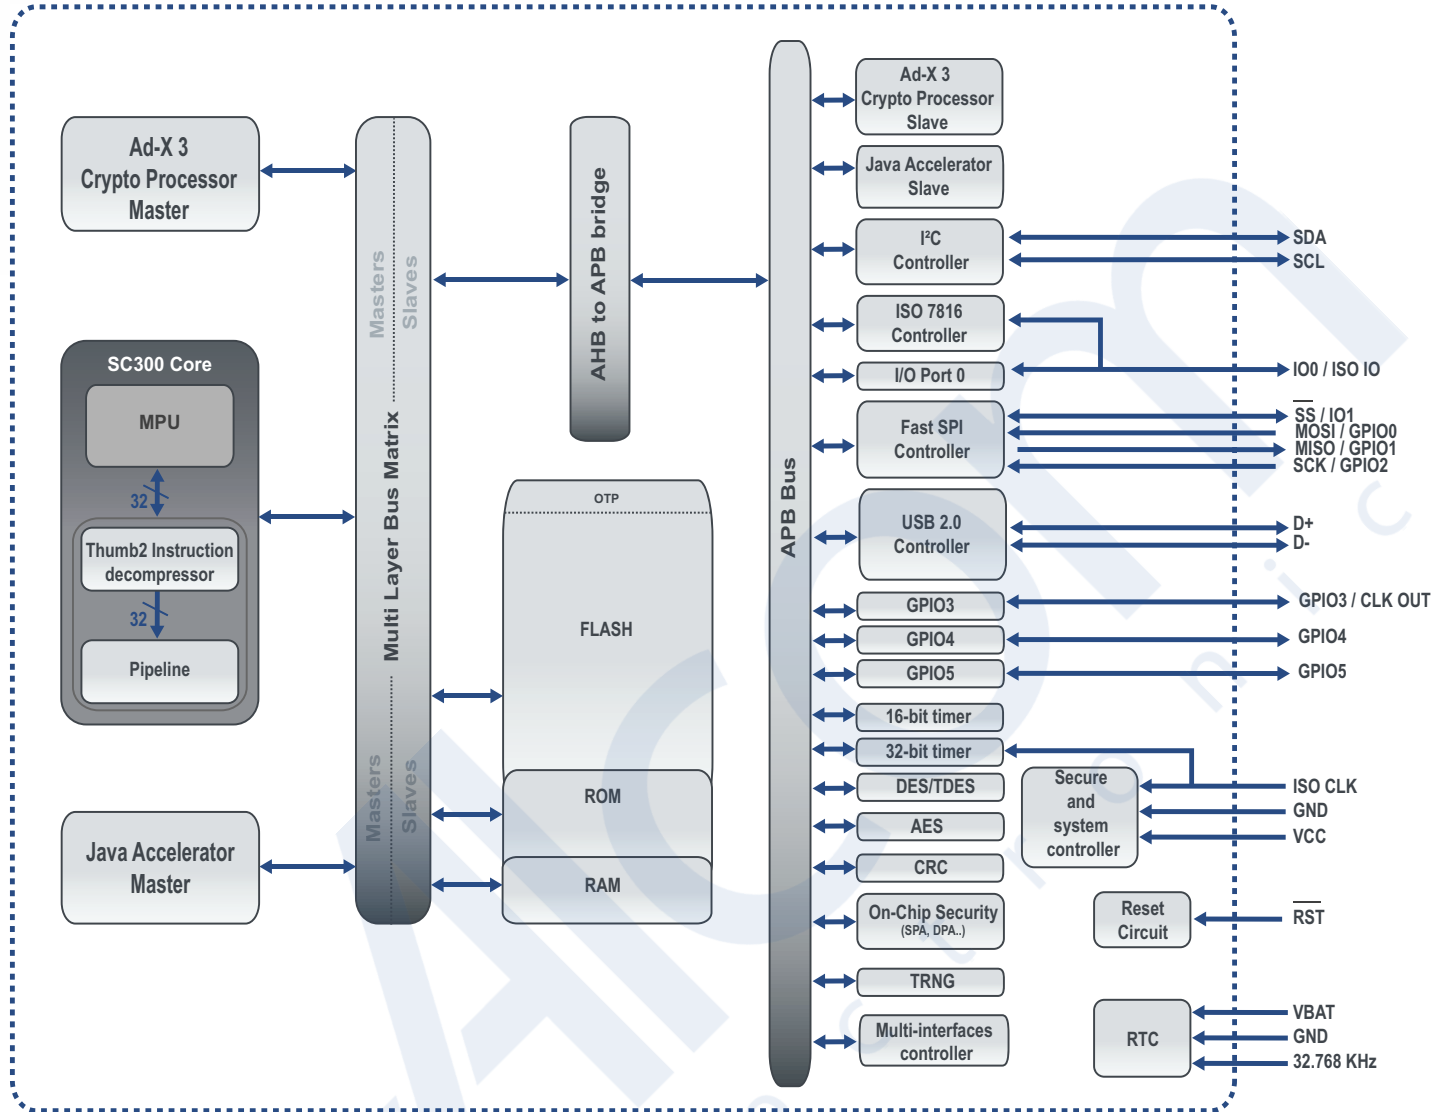 Ad-X 3
Crypto Processor
Master
SC300 Core
MPU
32
Thumb2 Instruction
decompressor
32
Pipeline
Java Accelerator
Master
Masters
Slaves
Multi Layer Bus Matrix
Masters
Slaves
AHB to APB bridge
OTP
FLASH
ROM
RAM
APB Bus
Ad-X 3
Crypto Processor
Slave
Java Accelerator
Slave
I²C
Controller
ISO 7816
Controller
I/O Port 0
Fast SPI
Controller
USB 2.0
Controller
GPIO3
GPIO4
GPIO5
16-bit timer
32-bit timer
DES/TDES
AES
CRC
On-Chip Security
(SPA, DPA..)
TRNG
Multi-interfaces
controller
Secure
and
system
controller
Reset
Circuit
RTC
SDA
SCL
IO0 / ISO IO
SS / IO1
MOSI / GPIO0
MISO / GPIO1
SCK / GPIO2
D+
D-
GPIO3 / CLK OUT
GPIO4
GPIO5
ISO CLK
GND
VCC
RST
VBAT
GND
32.768 KHz